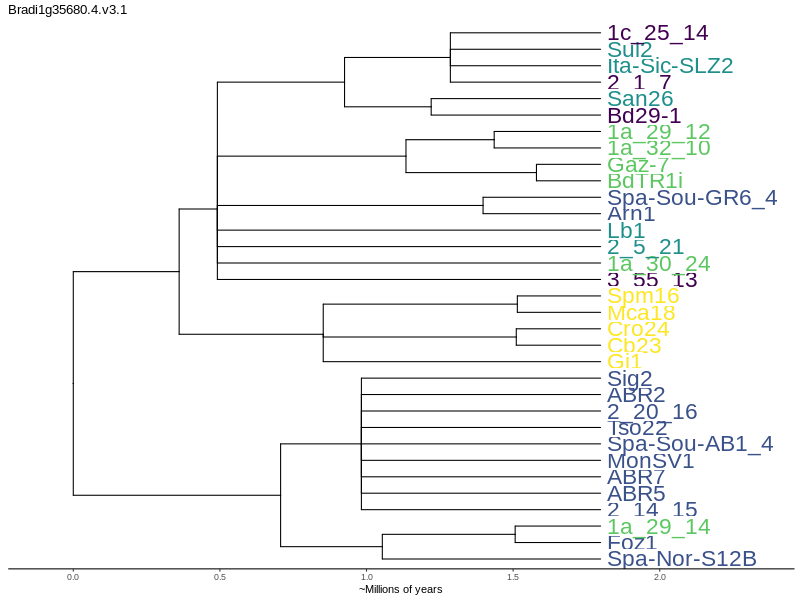 Bradi1g35680.4.v3.1
1c_25_14
Sul2
Ita-Sic-SLZ2
2_1_7
San26
Bd29-1
1a_29_12
1a_32_10
Gaz-7
BdTR1i
Spa-Sou-GR6_4
Arn1
Lb1
2_5_21
1a_30_24
3_55_13
Spm16
Mca18
Cro24
Cb23
Gi1
Sig2
ABR2
2_20_16
Tso22
Spa-Sou-AB1_4
MonSV1
ABR7
ABR5
2_14_15
1a_29_14
Foz1
Spa-Nor-S12B
0.0 0.5 1.0 1.5 2.0
~Millions of years